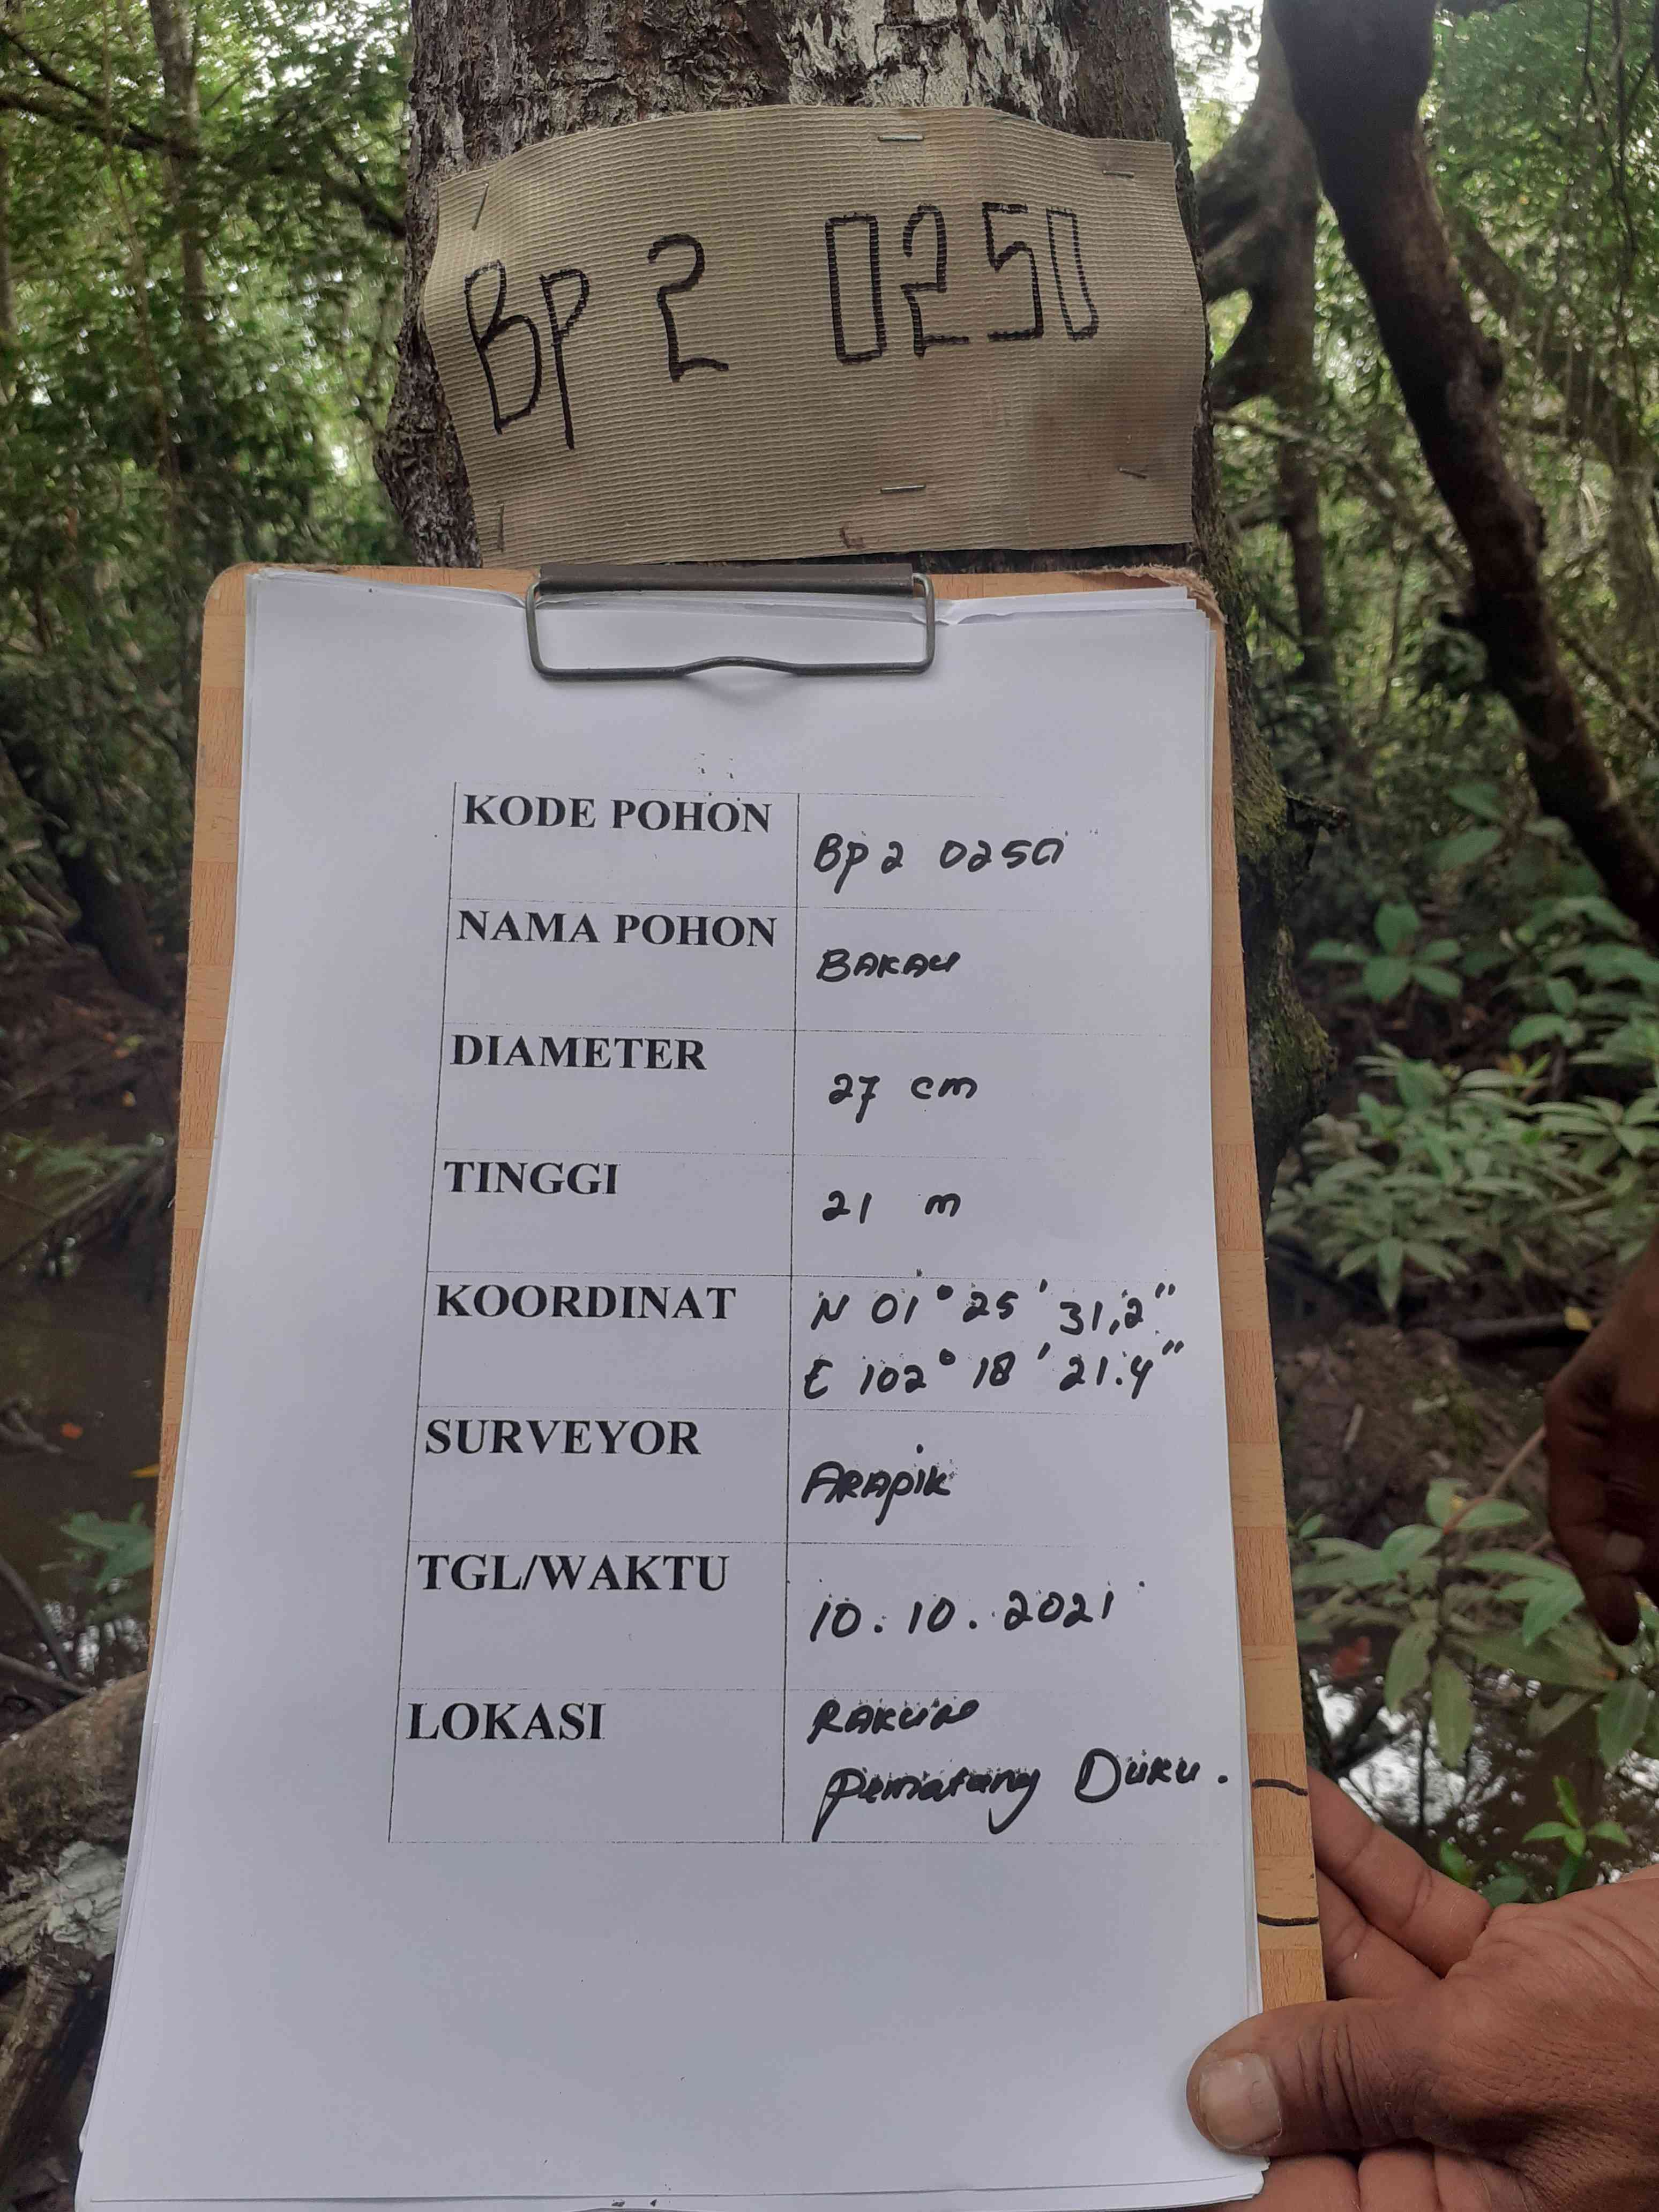 BP 2 0250
KODE POHON
Bp 2 0250
NAMA POHON
BAKAU
DIAMETER
27 cm
TINGGI
21 m
KOORDINAT
N 01° 25' 31,2"
E 102° 18' 21.4"
SURVEYOR
ARApik
TGL/WAKTU
10.10.2021
LOKASI
Pematang Duku.